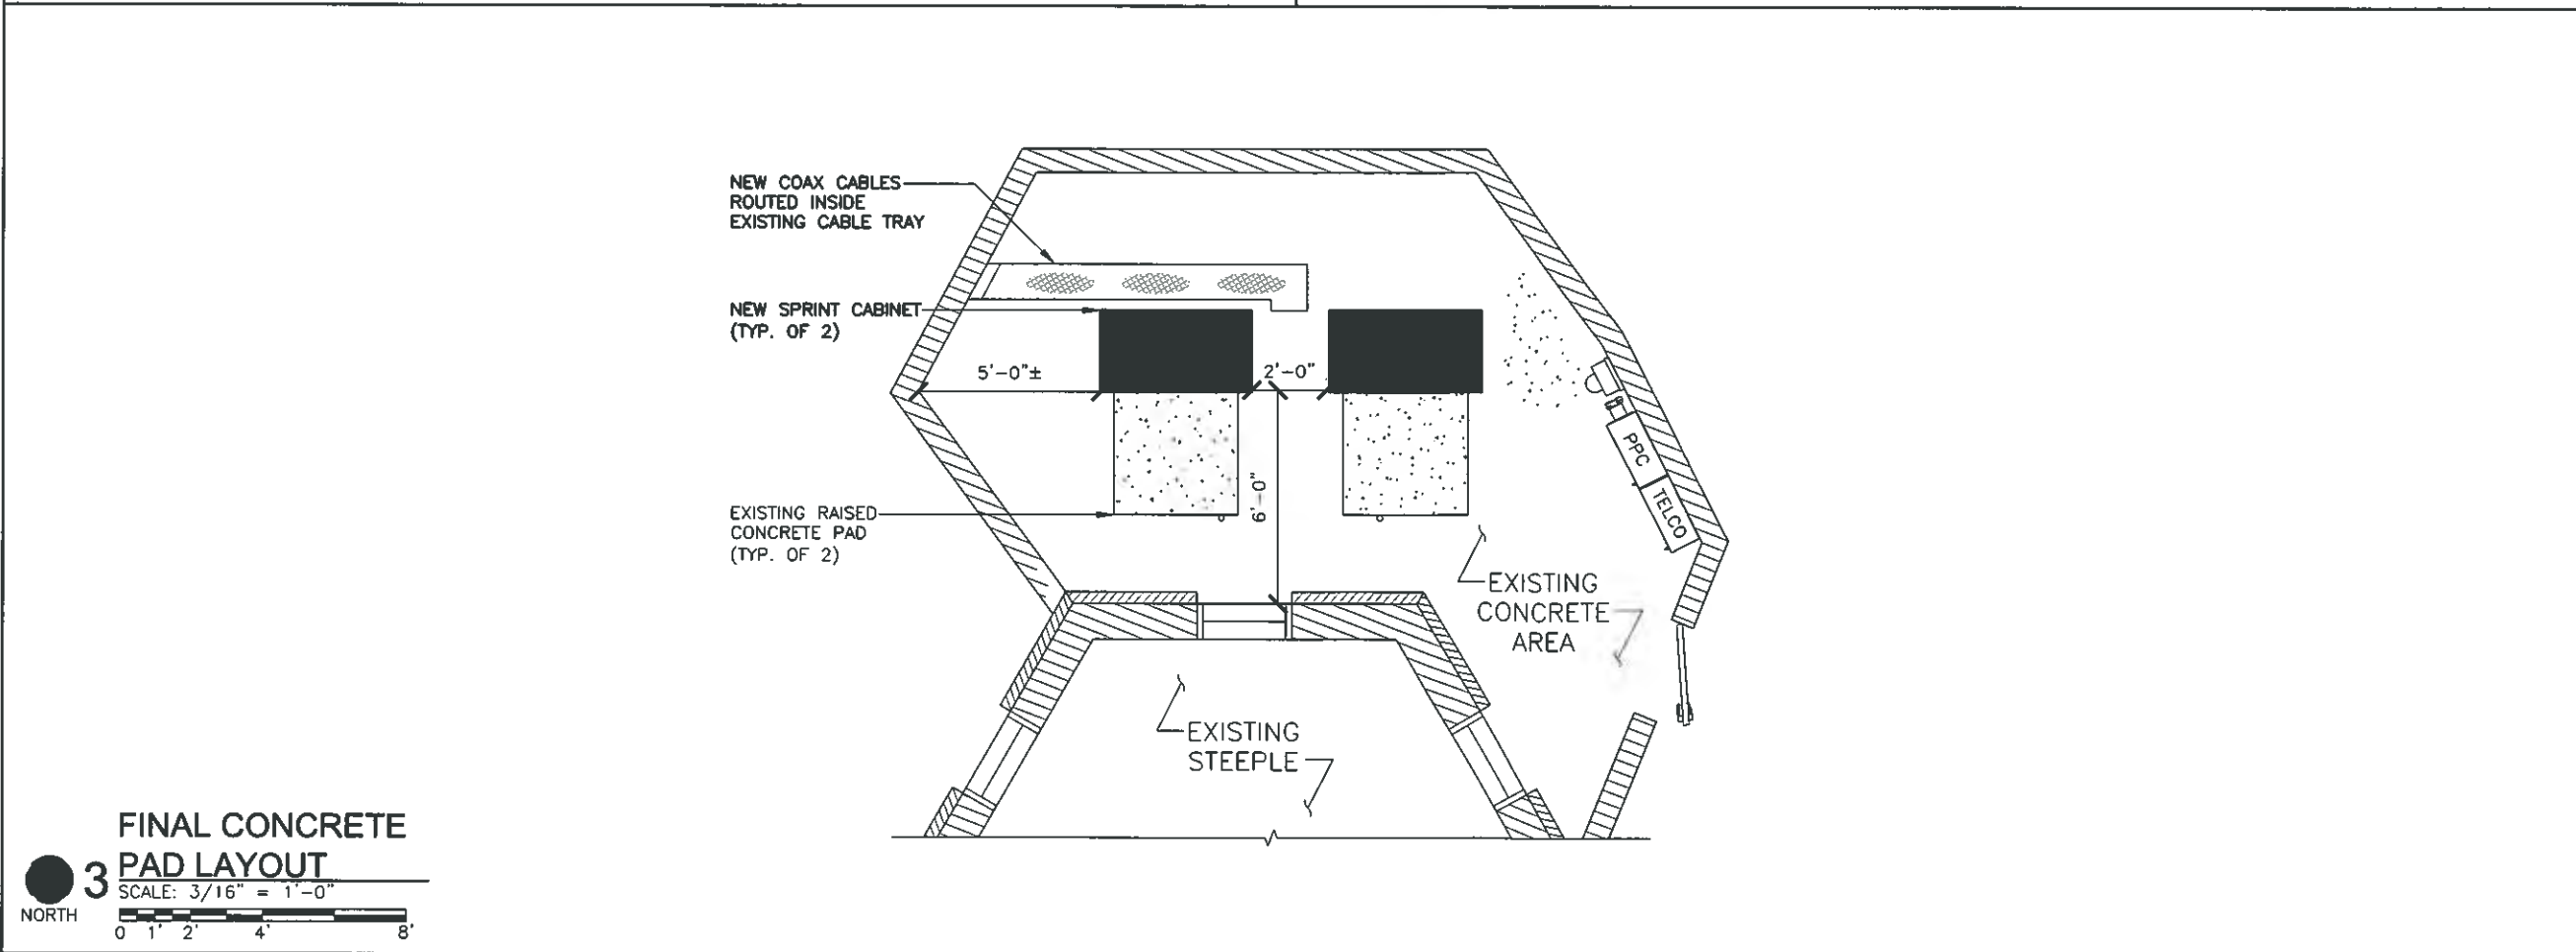 NEW COAX CABLES
ROUTED INSIDE
EXISTING CABLE TRAY
NEW SPRINT CABINET
(TYP. OF 2)
5'-0"±
2'-0"
6'-0"
PPC
TELCO
EXISTING RAISED
CONCRETE PAD
(TYP. OF 2)
EXISTING
CONCRETE
AREA
EXISTING
STEEPLE
FINAL CONCRETE
PAD LAYOUT
3
SCALE: 3/16" = 1'-0"
NORTH
0 1' 2' 4' 8'